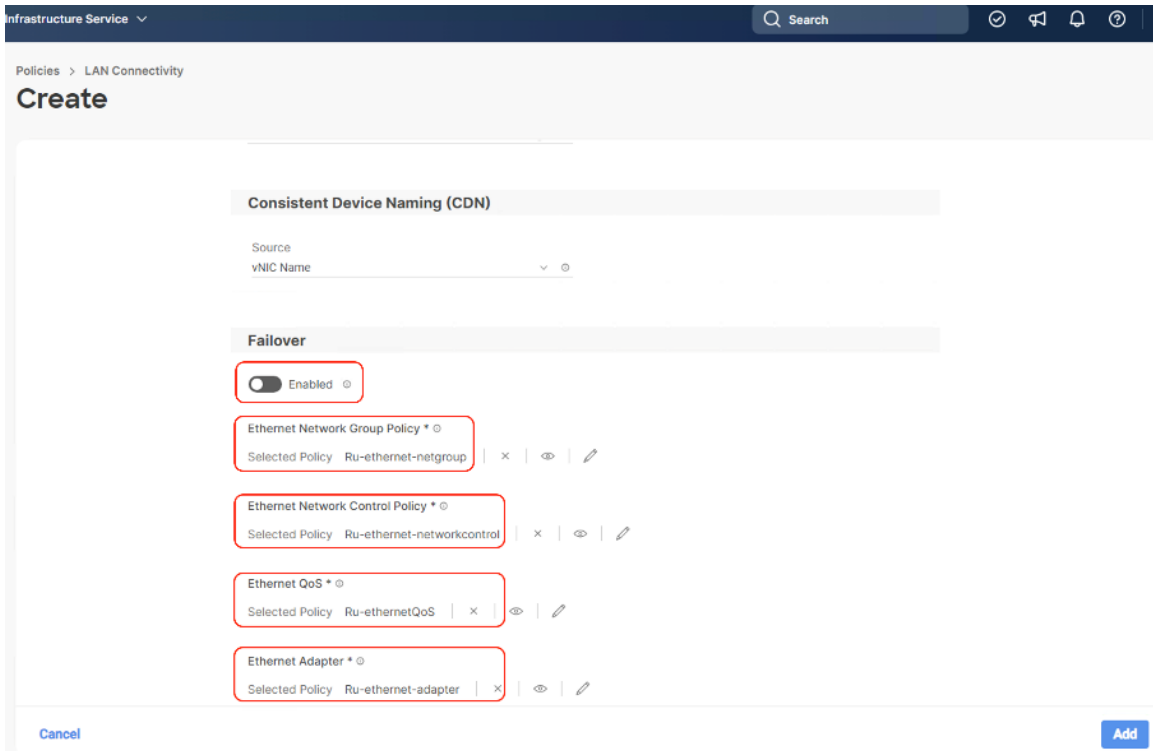 Infrastructure Service
Search
Policies > LAN Connectivity
Create
Consistent Device Naming (CDN)
Source
vNIC Name
Failover
Enabled
Ethernet Network Group Policy *
Selected Policy Ru-ethernet-netgroup
Ethernet Network Control Policy *
Selected Policy Ru-ethernet-networkcontrol
Ethernet QoS *
Selected Policy Ru-ethernetQoS
Ethernet Adapter *
Selected Policy Ru-ethernet-adapter
Cancel
Add